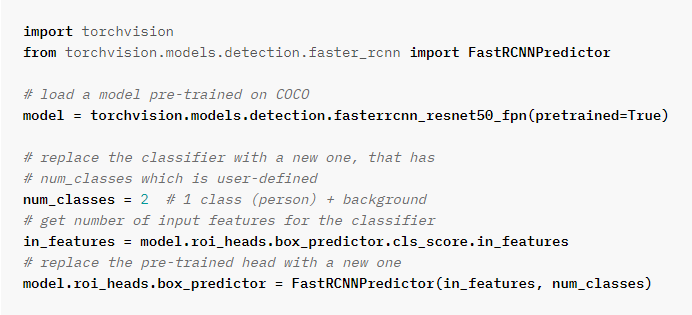 import torchvision
from torchvision.models.detection.faster_rcnn import FastRCNNPredictor
# load a model pre-trained on COCO
model = torchvision.models.detection.fasterrcnn_resnet50_fpn(pretrained=True)
# replace the classifier with a new one, that has
# num_classes which is user-defined
num_classes = 2  # 1 class (person) + background
# get number of input features for the classifier
in_features = model.roi_heads.box_predictor.cls_score.in_features
# replace the pre-trained head with a new one
model.roi_heads.box_predictor = FastRCNNPredictor(in_features, num_classes)